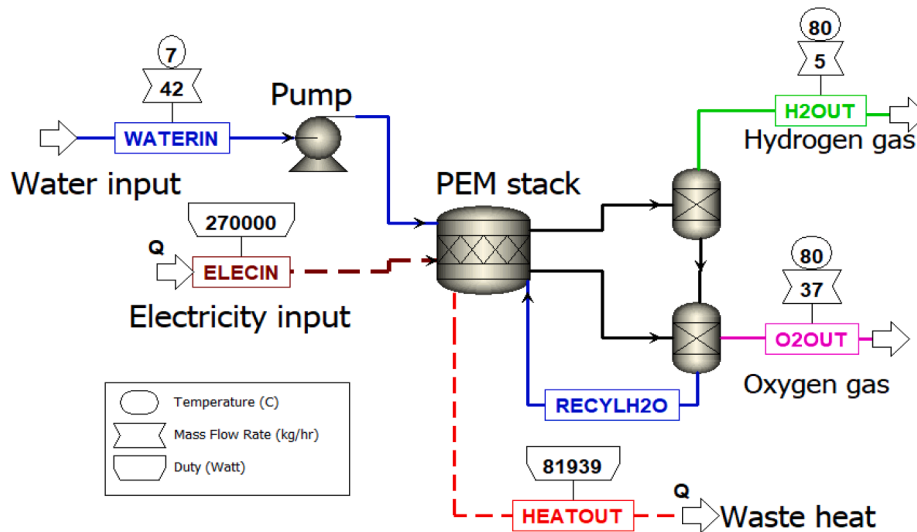 7
42
WATERIN
Water input
Pump
80
5
H2OUT
Hydrogen gas
PEM stack
270000
Q
ELECIN
Electricity input
80
37
O2OUT
Oxygen gas
RECYLH2O
Temperature (C)
Mass Flow Rate (kg/hr)
Duty (Watt)
81939
HEATOUT
Q
Waste heat